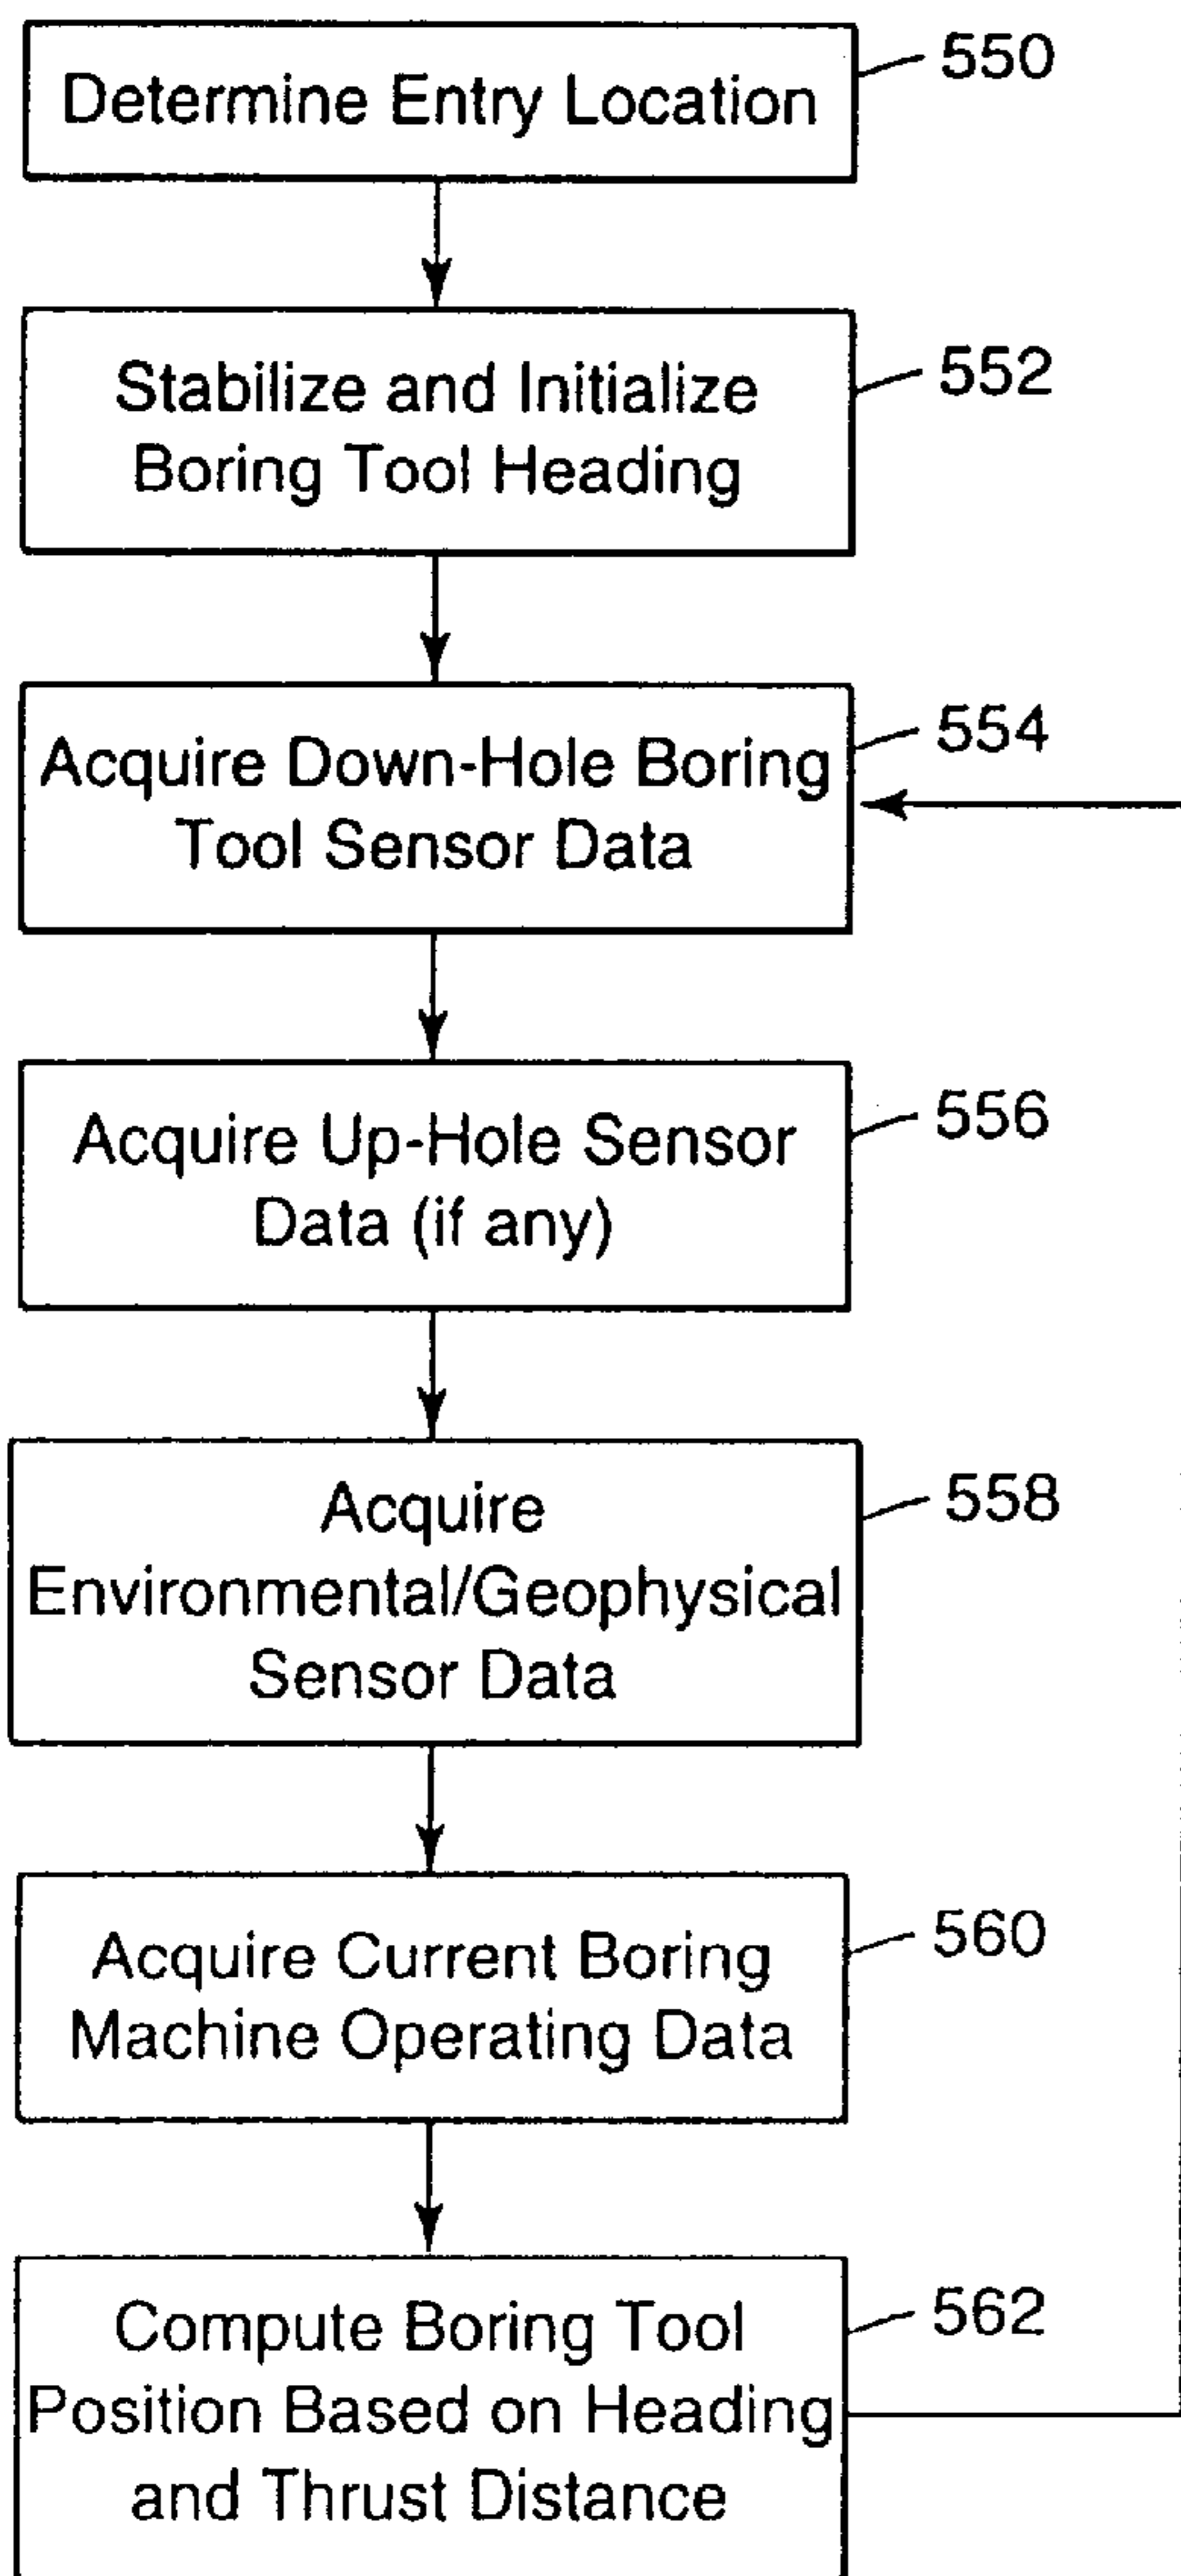 Determine Entry Location
550
Stabilize and Initialize
Boring Tool Heading
552
Acquire Down-Hole Boring
Tool Sensor Data
554
Acquire Up-Hole Sensor
Data (if any)
556
Acquire
Environmental/Geophysical
Sensor Data
558
Acquire Current Boring
Machine Operating Data
560
Compute Boring Tool
Position Based on Heading
and Thrust Distance
562